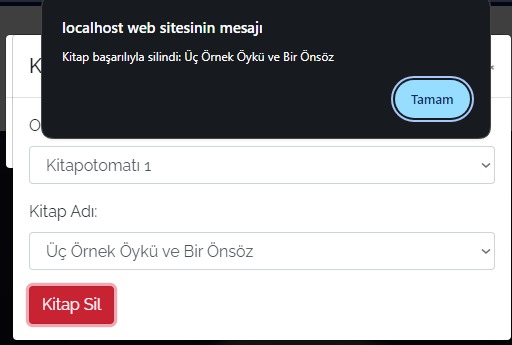 localhost web sitesinin mesajı
Kitap başarılıyla silindi: Üç Örnek Öykü ve Bir Önsöz
Tamam
Kitapotomatı 1
Kitap Adı:
Üç Örnek Öykü ve Bir Önsöz
Kitap Sil